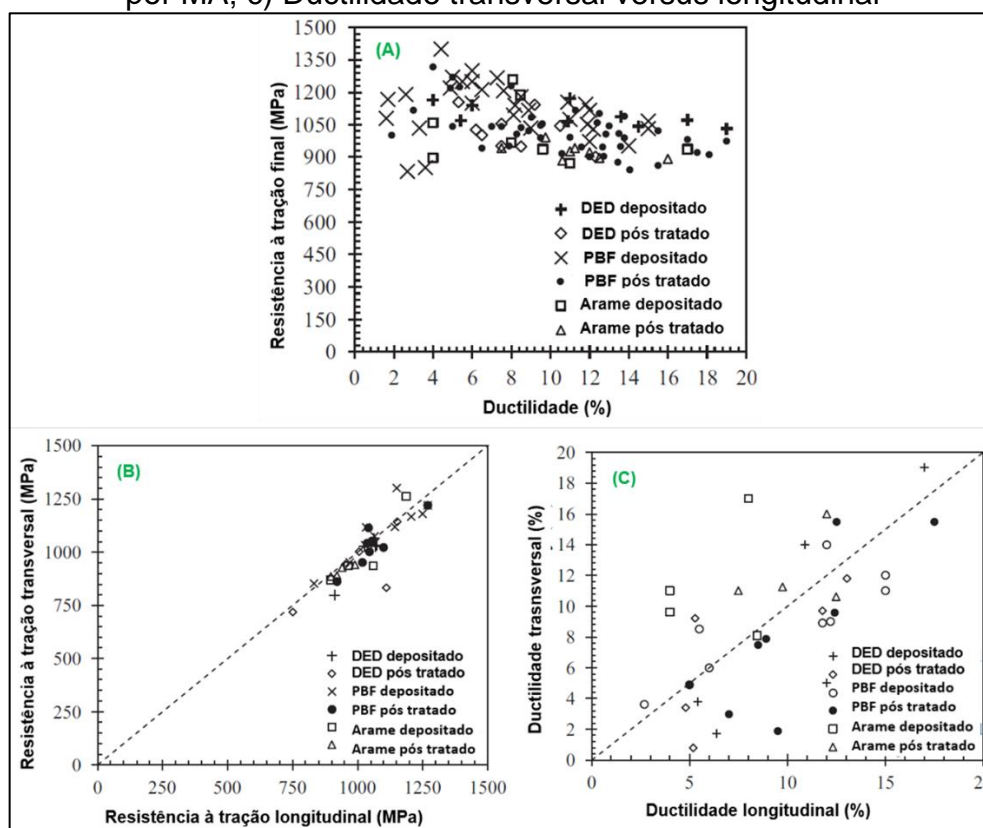 por MA; c) Ductilidade transversal versus longitudinal
(A)
Resistência à tração final (MPa)
1500
1350
1200
1050
900
750
600
450
300
150
0
DED depositado
DED pós tratado
PBF depositado
PBF pós tratado
Arame depositado
Arame pós tratado
0 2 4 6 8 10 12 14 16 18 20
Ductilidade (%)
(B)
Resistência à tração transversal (MPa)
1500
1250
1000
750
500
250
0
DED depositado
DED pós tratado
PBF depositado
PBF pós tratado
Arame depositado
Arame pós tratado
0 250 500 750 1000 1250 1500
Resistência à tração longitudinal (MPa)
(C)
Ductilidade trasnversal (%)
20
18
16
14
12
10
8
6
4
2
0
DED depositado
DED pós tratado
PBF depositado
PBF pós tratado
Arame depositado
Arame pós tratado
0 5 10 15
Ductilidade longitudinal (%)